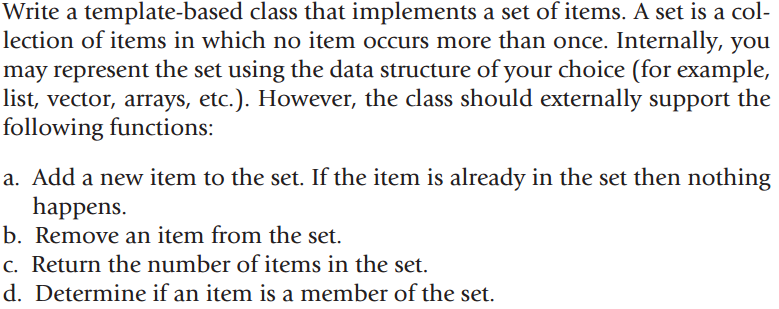 Write a template-based class that implements a set of items. A set is a col-
lection of items in which no item occurs more than once. Internally, you
may represent the set using the data structure of your choice (for example,
list, vector, arrays, etc.). However, the class should externally support the
following functions:
a. Add a new item to the set. If the item is already in the set then nothing
happens.
b. Remove an item from the set.
c. Return the number of items in the set.
d. Determine if an item is a member of the set.